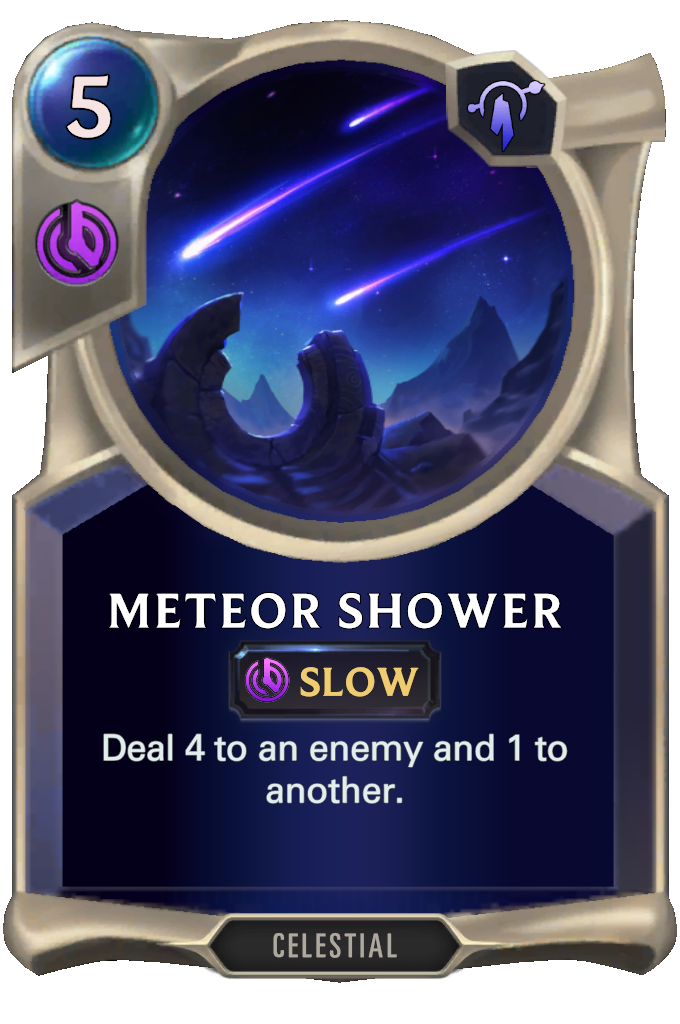 5
METEOR SHOWER
SLOW
Deal 4 to an enemy and 1 to
another.
CELESTIAL